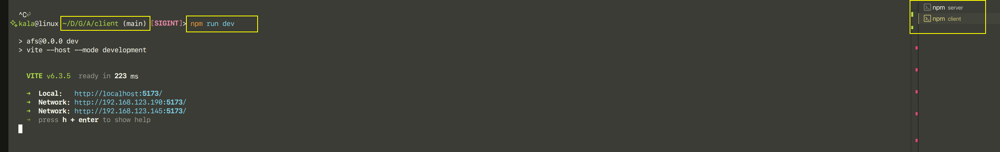 ^C
kala@linux ~/D/G/A/client (main) [SIGINT]> npm run dev
> afs@0.0.0 dev
> vite --host --mode development
VITE v6.3.5 ready in 223 ms
➜ Local: http://localhost:5173/
➜ Network: http://192.168.123.190:5173/
➜ Network: http://192.168.123.145:5173/
➜ press h + enter to show help
npm server
npm client